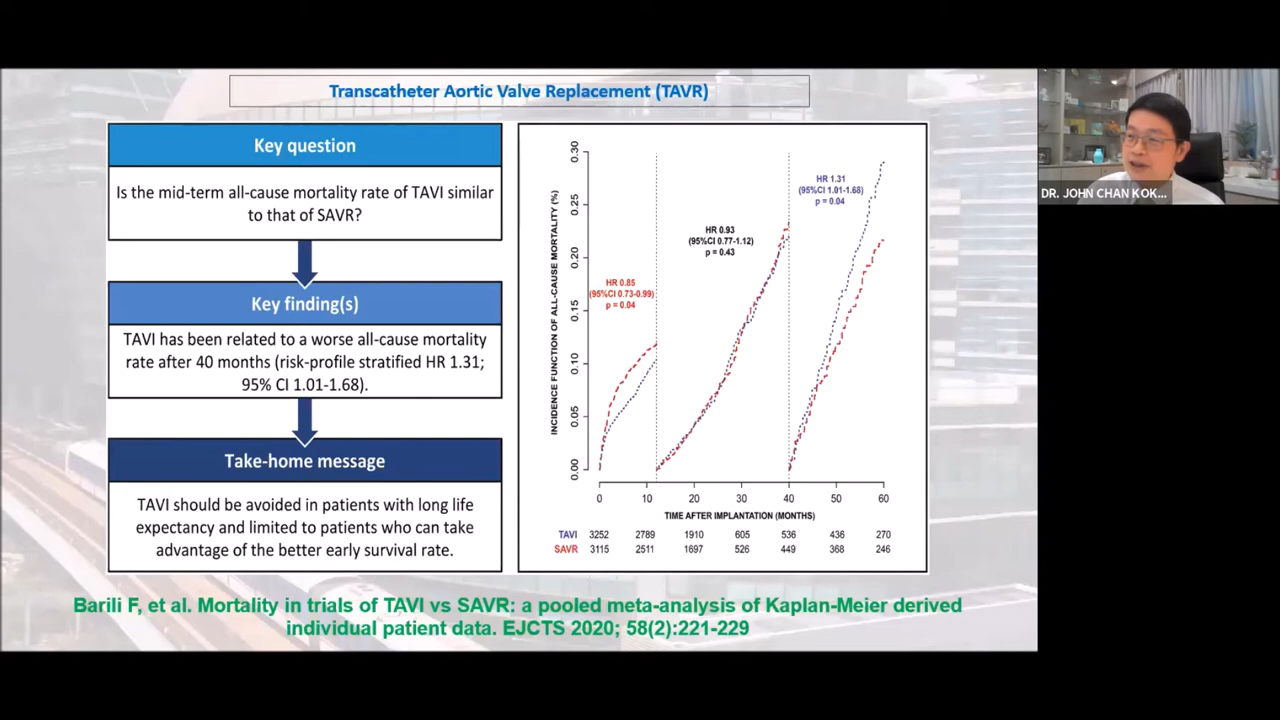 Transcatheter Aortic Valve Replacement (TAVR)
Key question
Is the mid-term all-cause mortality rate of TAVI similar
to that of SAVR?
Key finding(s)
TAVI has been related to a worse all-cause mortality
rate after 40 months (risk-profile stratified HR 1.31;
95% CI 1.01-1.68).
Take-home message
TAVI should be avoided in patients with long life
expectancy and limited to patients who can take
advantage of the better early survival rate.
INCIDENCE FUNCTION OF ALL-CAUSE MORTALITY (%)
0.30
0.25
0.20
0.15
0.10
0.05
0.00
HR 0.85
(95%CI 0.73-0.99)
p = 0.04
HR 0.93
(95%CI 0.77-1.12)
p = 0.43
HR 1.31
(95%CI 1.01-1.68)
p = 0.04
0 10 20 30 40 50 60
TIME AFTER IMPLANTATION (MONTHS)
TAVI 3252 2789 1910 605 536 436 270
SAVR 3115 2511 1697 526 449 368 246
Barili F, et al. Mortality in trials of TAVI vs SAVR: a pooled meta-analysis of Kaplan-Meier derived
individual patient data. EJCTS 2020; 58(2):221-229
DR. JOHN CHAN KOK...